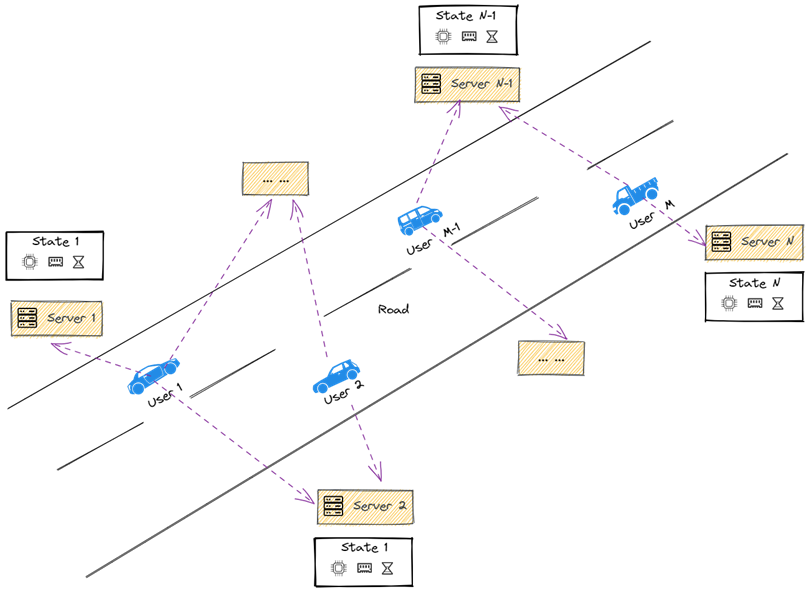 State N-1
Server N-1
... ...
State 1
Server 1
User M-1
User M
Server N
State N
Road
... ...
User 1
User 2
Server 2
State 1